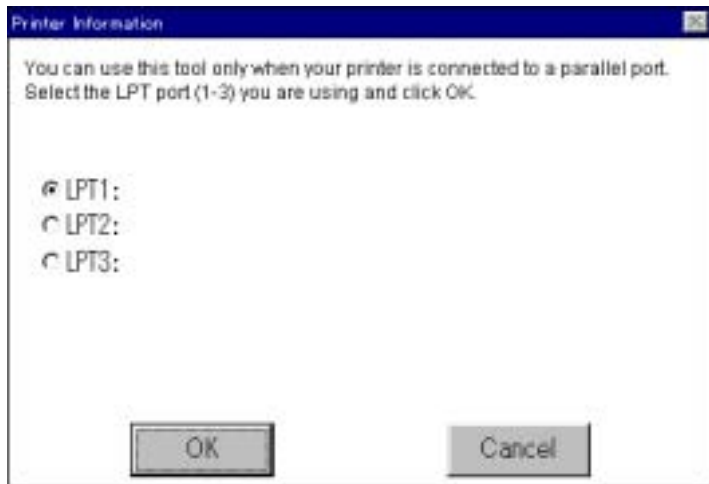 Printer Information
You can use this tool only when your printer is connected to a parallel port.
Select the LPT port (1-3) you are using and click OK.
LPT1:
LPT2:
LPT3:
OK
Cancel